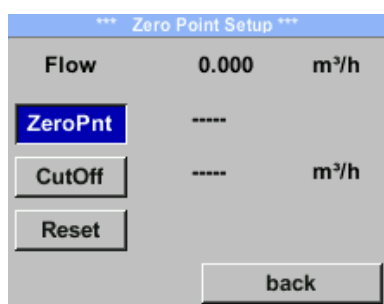 *** Zero Point Setup ***
Flow 0.000 m³/h
ZeroPnt -----
CutOff ----- m³/h
Reset
back